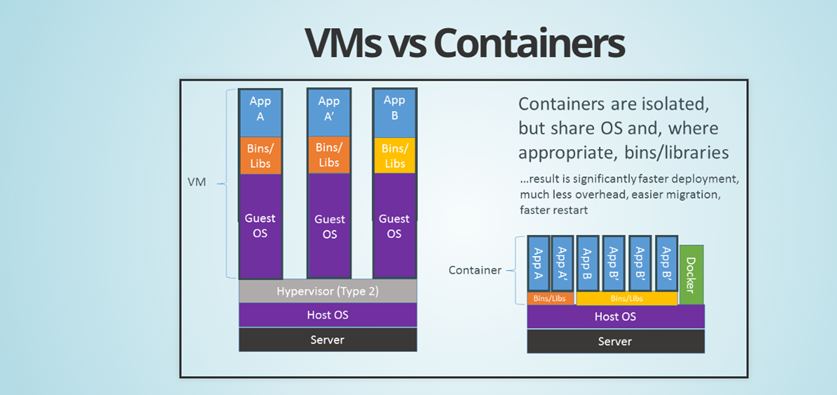 VMs vs Containers
App
A
App
A'
App
B
Bins/
Libs
Bins/
Libs
Bins/
Libs
VM
Guest
OS
Guest
OS
Guest
OS
Hypervisor (Type 2)
Host OS
Server
Containers are isolated,
but share OS and, where
appropriate, bins/libraries
...result is significantly faster deployment,
much less overhead, easier migration,
faster restart
Container
App A
App A'
App B
App B'
App B'
App B'
Docker
Bins/Libs
Bins/Libs
Host OS
Server